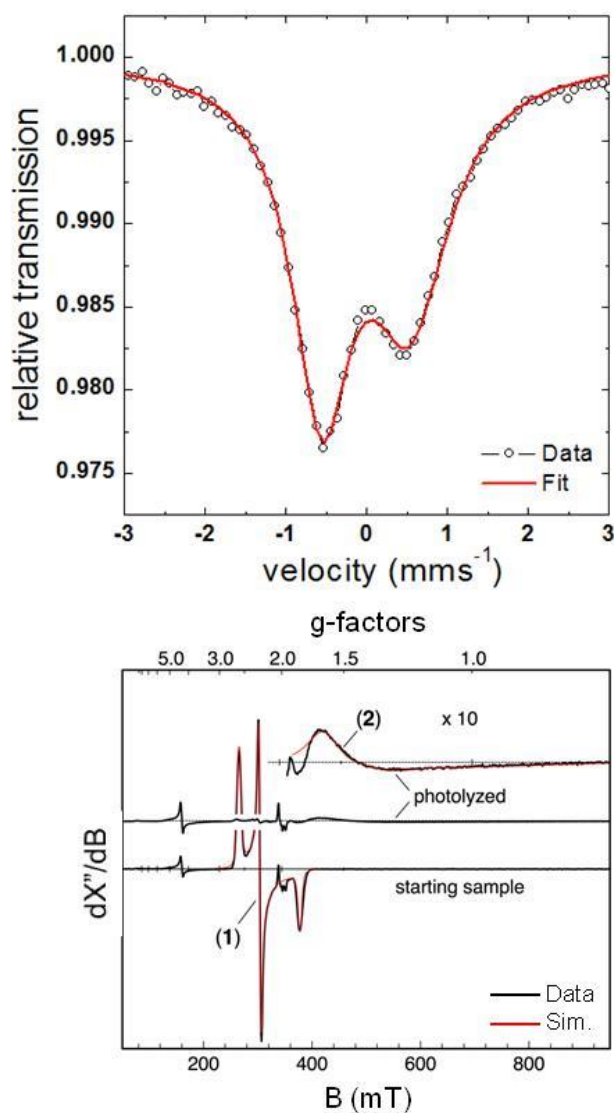 1.000
0.995
0.990
0.985
0.980
0.975
relative transmission
Data
Fit
-3 -2 -1 0 1 2 3
velocity (mms⁻¹)
g-factors
5.0 3.0 2.0 1.5 1.0
(2) x 10
photolyzed
starting sample
(1)
dX"/dB
Data
Sim.
200 400 600 800
B (mT)